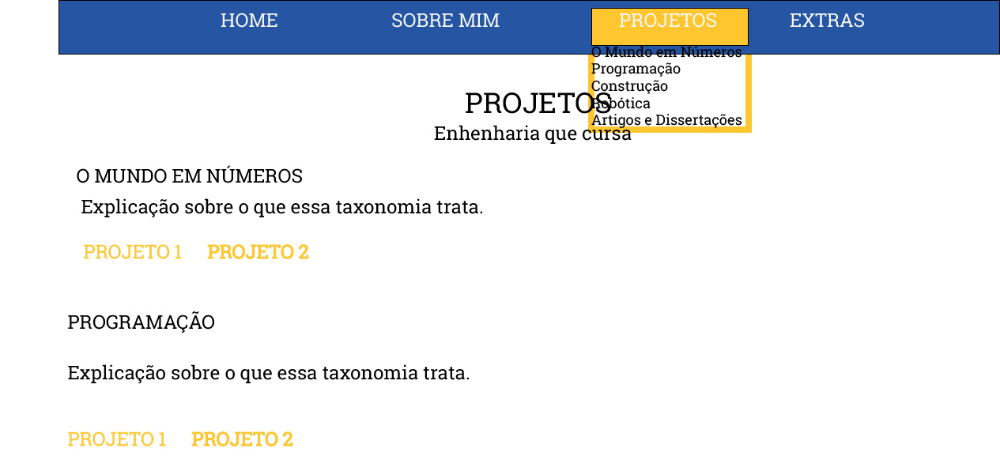 HOME SOBRE MIM PROJETOS EXTRAS
O Mundo em Números
Programação
Construção
Robótica
Artigos e Dissertações
PROJETOS
Enhenharia que cursa
O MUNDO EM NÚMEROS
Explicação sobre o que essa taxonomia trata.
PROJETO 1 PROJETO 2
PROGRAMAÇÃO
Explicação sobre o que essa taxonomia trata.
PROJETO 1 PROJETO 2